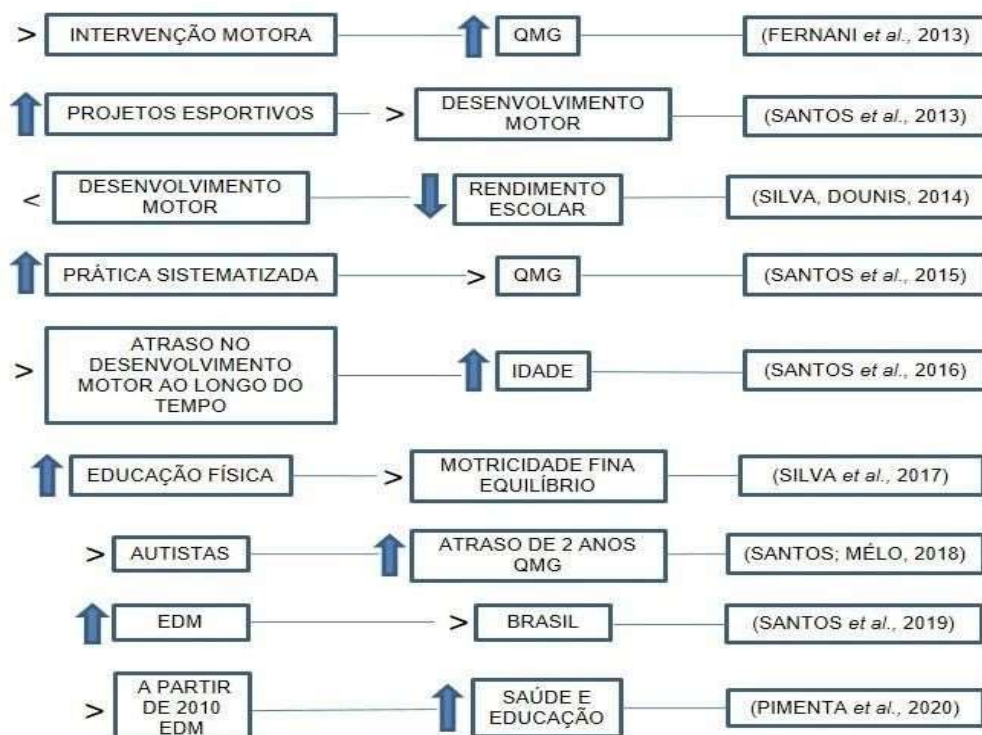 > INTERVENÇÃO MOTORA QMG (FERNANI et al., 2013)
PROJETOS ESPORTIVOS > DESENVOLVIMENTO
MOTOR (SANTOS et al., 2013)
< DESENVOLVIMENTO
MOTOR RENDIMENTO
ESCOLAR (SILVA, DOUNIS, 2014)
PRÁTICA SISTEMATIZADA > QMG (SANTOS et al., 2015)
> ATRASO NO
DESENVOLVIMENTO
MOTOR AO LONGO DO
TEMPO IDADE (SANTOS et al., 2016)
EDUCAÇÃO FÍSICA > MOTRICIDADE FINA
EQUILÍBRIO (SILVA et al., 2017)
> AUTISTAS ATRASO DE 2 ANOS
QMG (SANTOS; MÉLO, 2018)
EDM > BRASIL (SANTOS et al., 2019)
> A PARTIR
DE 2010
EDM SAÚDE E
EDUCAÇÃO (PIMENTA et al., 2020)